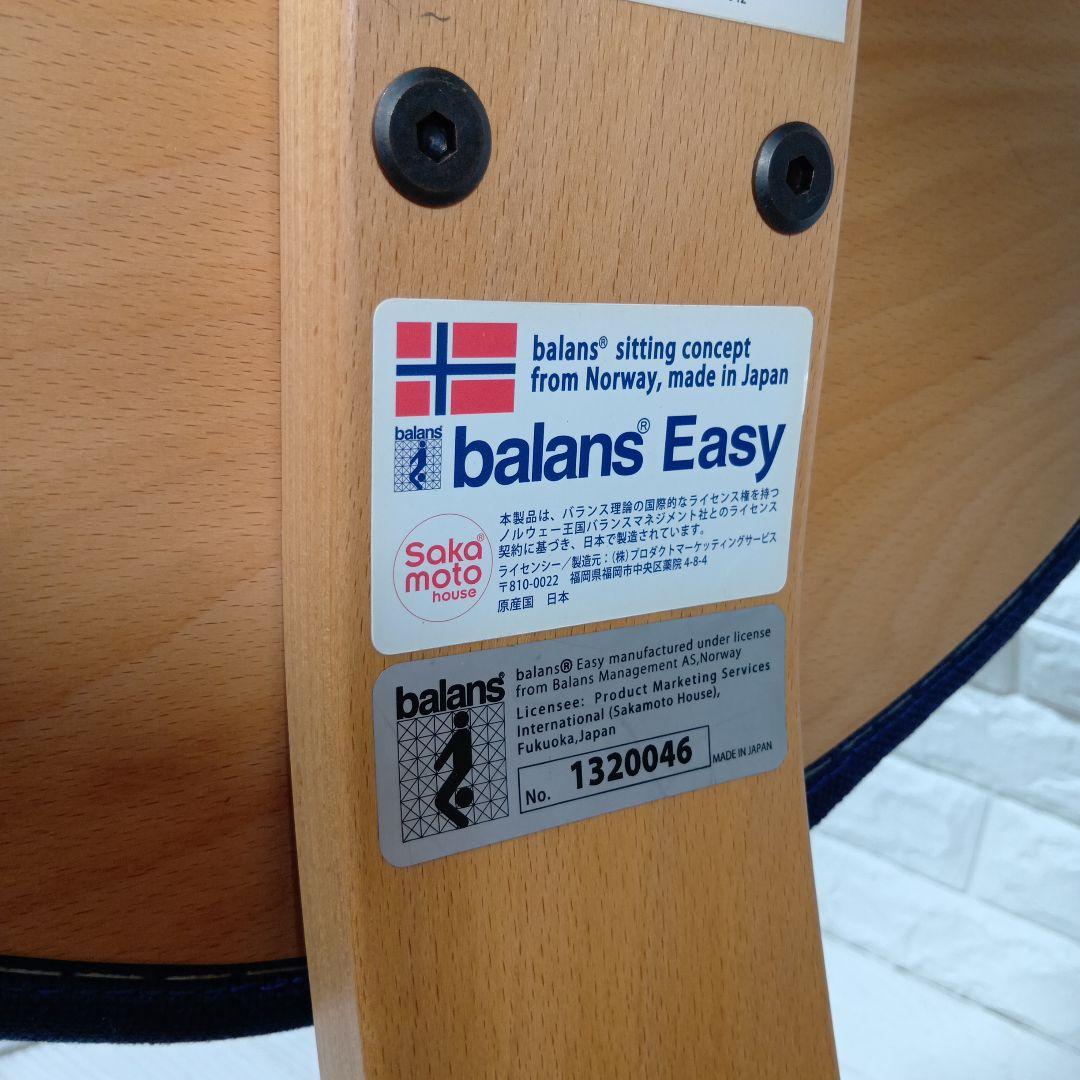 balans® sitting concept
from Norway, made in Japan
balans®
balans® Easy
本製品は、バランス理論の国際的なライセンス権を持つ
ノルウェー王国バランスマネジメント社とのライセンス
契約に基づき、日本で製造されています。
ライセンシー／製造元：(株)プロダクトマーケッティングサービス
〒810-0022 福岡県福岡市中央区薬院 4-8-4
原産国 日本
Saka®
moto
house
balans®
balans® Easy manufactured under license
from Balans Management AS,Norway
Licensee: Product Marketing Services
International (Sakamoto House),
Fukuoka,Japan
No. 1320046
MADE IN JAPAN